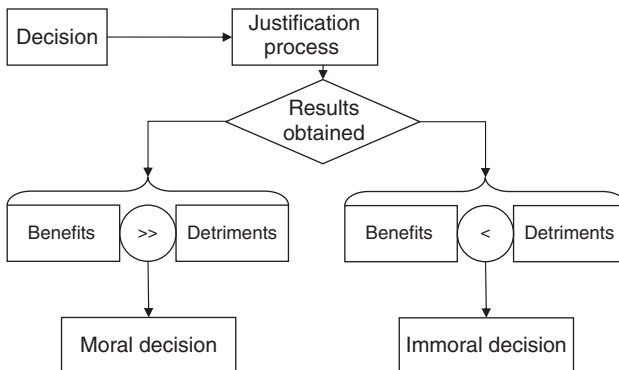 Decision
Justification
process
Results
obtained
Benefits
>>
Detriments
Benefits
<
Detriments
Moral decision
Immoral decision